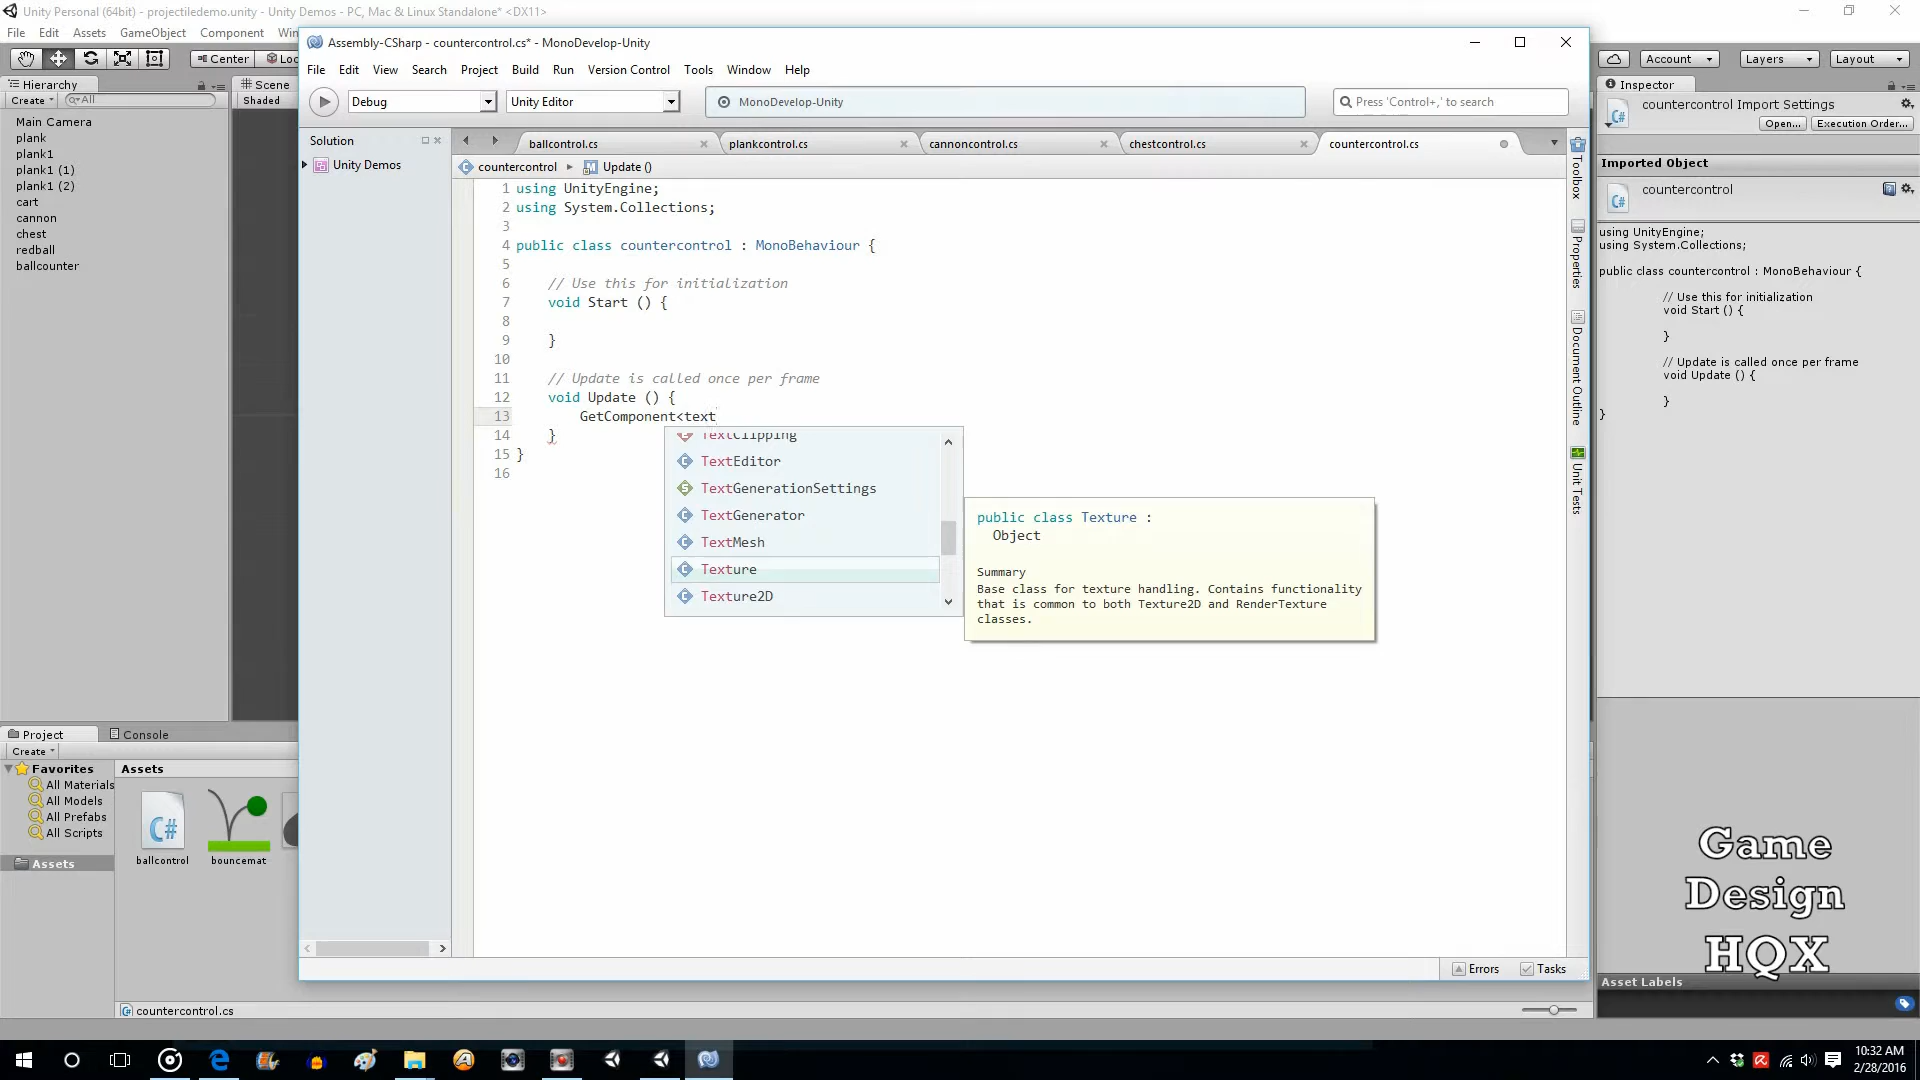 Unity Personal (64bit) - projectiledemo.unity - Unity Demos - PC, Mac & Linux Standalone* <DX11>
File Edit Assets GameObject Component
Center
Account Layers Layout
Assembly-CSharp - countercontrol.cs* - MonoDevelop-Unity
File Edit View Search Project Build Run Version Control Tools Window Help
Debug Unity Editor MonoDevelop-Unity Press 'Control+,' to search
Hierarchy
Create All
Main Camera
plank
plank1
plank1 (1)
plank1 (2)
cart
cannon
chest
redball
ballcounter
Scene
Shaded
Solution
Unity Demos
ballcontrol.cs plankcontrol.cs cannoncontrol.cs chestcontrol.cs countercontrol.cs
countercontrol Update ()
1 using UnityEngine;
2 using System.Collections;
3
4 public class countercontrol : MonoBehaviour {
5
6 // Use this for initialization
7 void Start () {
8
9 }
10
11 // Update is called once per frame
12 void Update () {
13 GetComponent<text
14 }
15 }
16
TextClipping
TextEditor
TextGenerationSettings
TextGenerator
TextMesh
Texture
Texture2D
public class Texture :
Object
Summary
Base class for texture handling. Contains functionality
that is common to both Texture2D and RenderTexture
classes.
Toolbox
Properties
Document Outline
Unit Tests
Errors Tasks
Inspector
countercontrol Import Settings
Open... Execution Order...
Imported Object
countercontrol
using UnityEngine;
using System.Collections;
public class countercontrol : MonoBehaviour {
// Use this for initialization
void Start () {
}
// Update is called once per frame
void Update () {
}
}
Project Console
Create
Favorites
All Materials
All Models
All Prefabs
All Scripts
Assets
Assets
C#
ballcontrol bouncemat
countercontrol.cs
Game
Design
HQX
Asset Labels
10:32 AM
2/28/2016